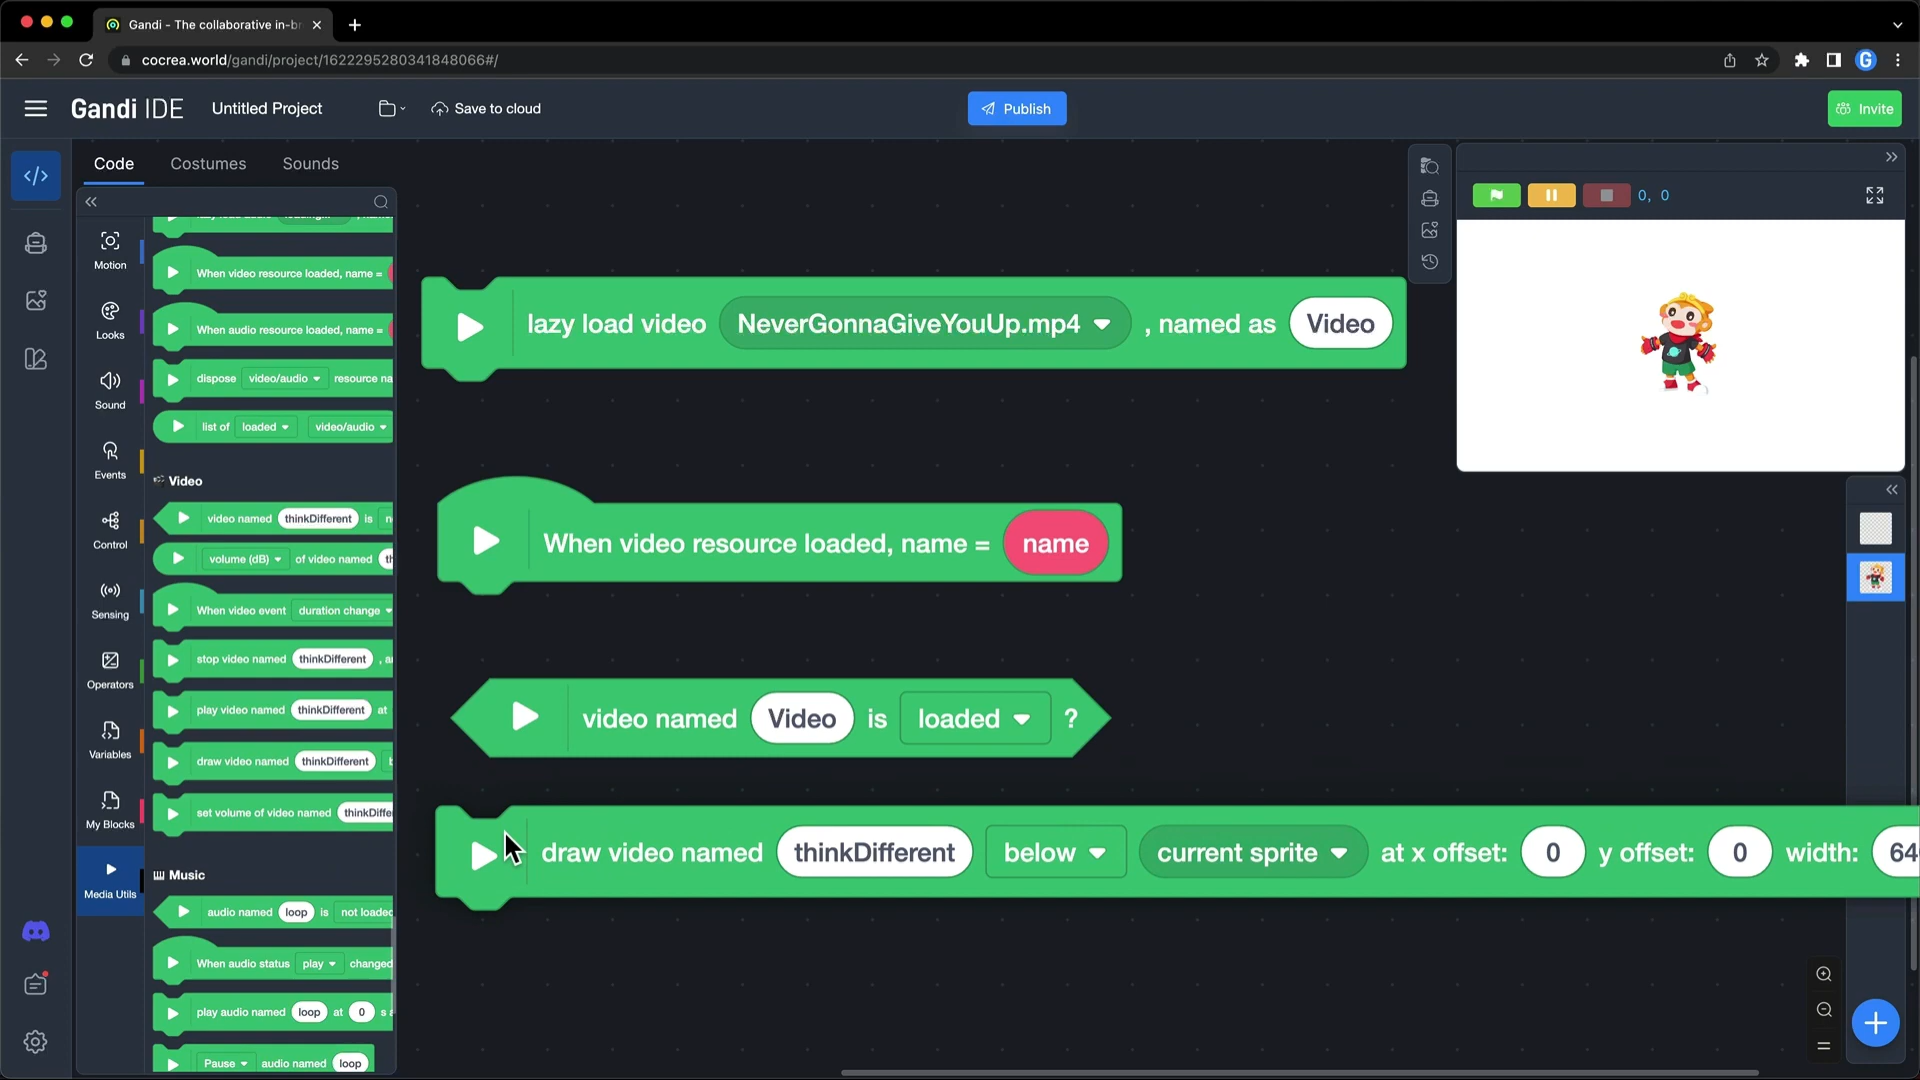 Gandi - The collaborative in-br
cocrea.world/gandi/project/1622295280341848066#/
G
Gandi IDE
Untitled Project
Save to cloud
Publish
Invite
Code
Costumes
Sounds
0, 0
Motion
Looks
Sound
Events
Control
Sensing
Operators
Variables
My Blocks
Media Utils
When video resource loaded, name =
When audio resource loaded, name =
dispose video/audio resource na
list of loaded video/audio
Video
video named thinkDifferent is n
volume (dB) of video named th
When video event duration change
stop video named thinkDifferent , a
play video named thinkDifferent at
draw video named thinkDifferent b
set volume of video named thinkDiffe
Music
audio named loop is not loaded
When audio status play changed
play audio named loop at 0 s a
Pause audio named loop
lazy load video NeverGonnaGiveYouUp.mp4 , named as Video
When video resource loaded, name = name
video named Video is loaded ?
draw video named thinkDifferent below current sprite at x offset: 0 y offset: 0 width: 64